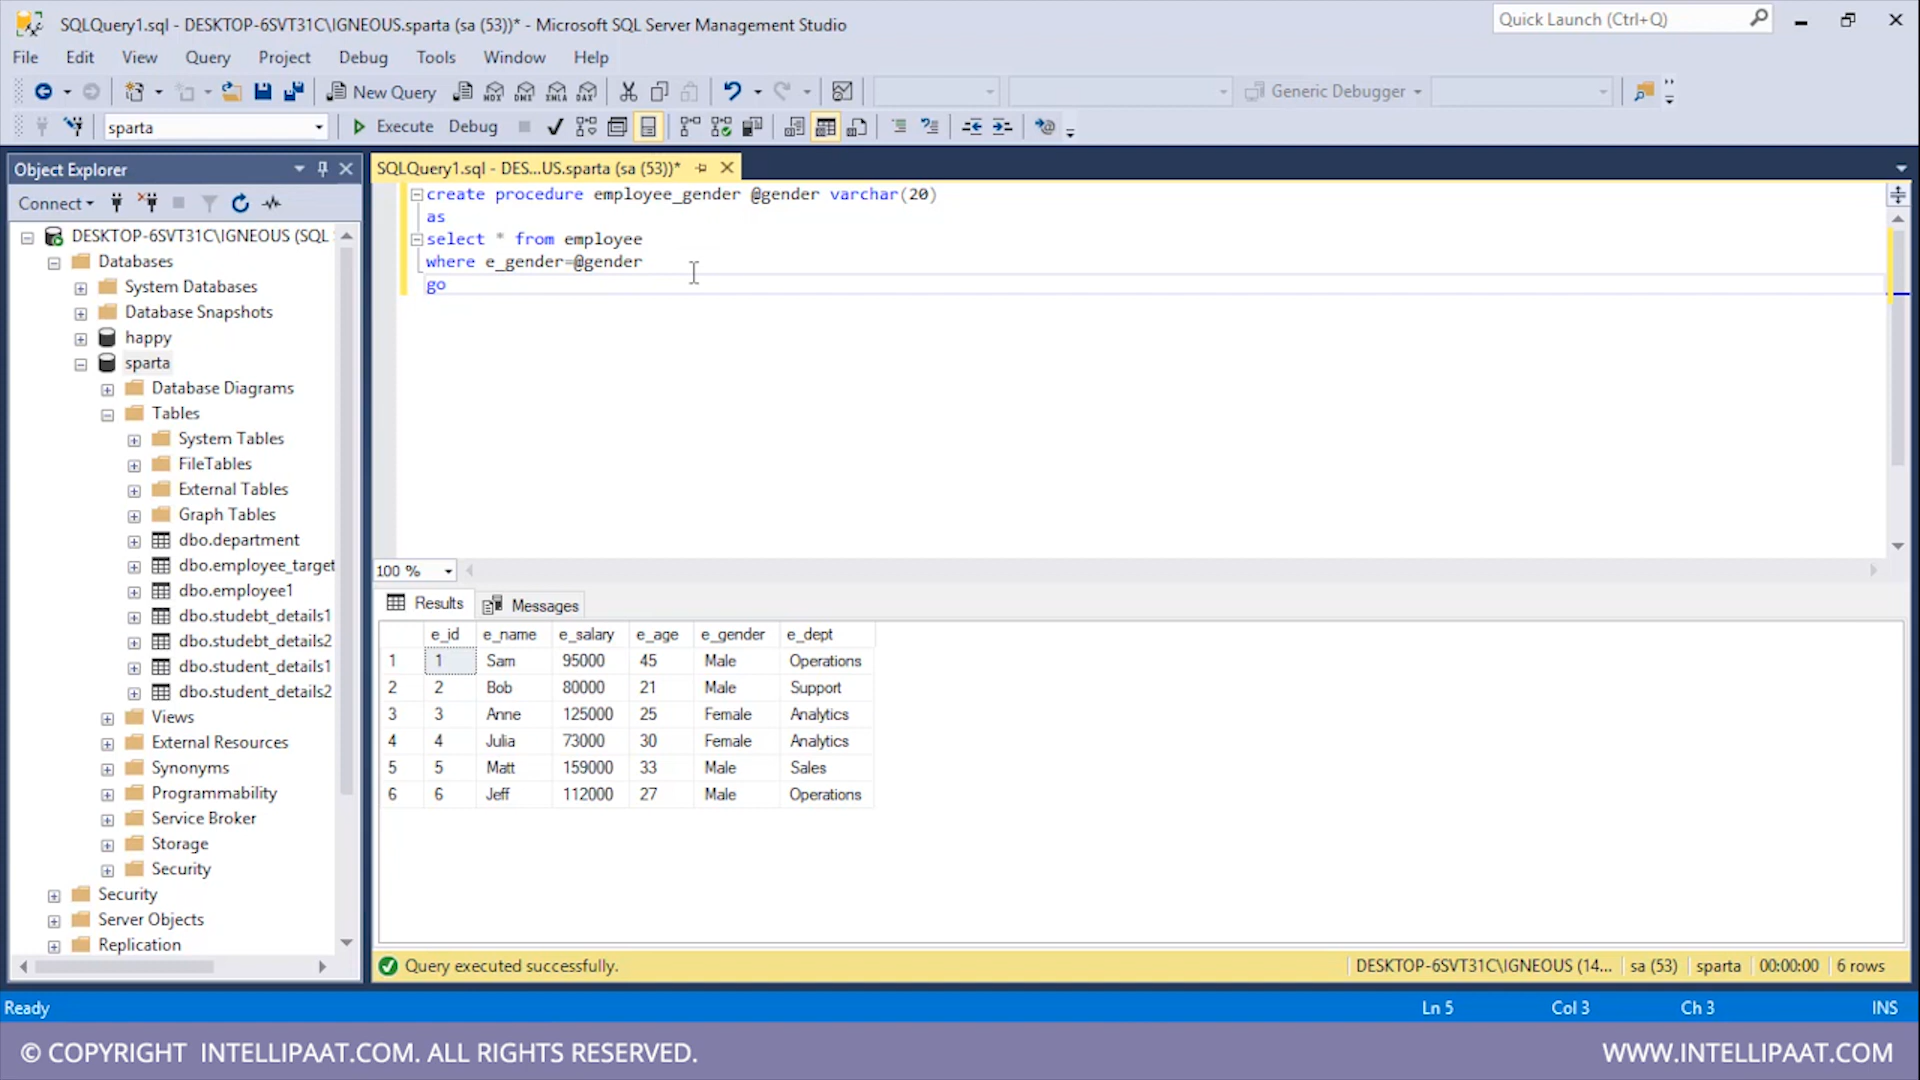 SQLQuery1.sql - DESKTOP-6SVT31C\IGNEOUS.sparta (sa (53))* - Microsoft SQL Server Management Studio
Quick Launch (Ctrl+Q)
File Edit View Query Project Debug Tools Window Help
New Query MDX DMX XMLA DAX Generic Debugger
sparta Execute Debug
Object Explorer
Connect
DESKTOP-6SVT31C\IGNEOUS (SQL
Databases
System Databases
Database Snapshots
happy
sparta
Database Diagrams
Tables
System Tables
FileTables
External Tables
Graph Tables
dbo.department
dbo.employee_target
dbo.employee1
dbo.studebt_details1
dbo.studebt_details2
dbo.student_details1
dbo.student_details2
Views
External Resources
Synonyms
Programmability
Service Broker
Storage
Security
Security
Server Objects
Replication
SQLQuery1.sql - DES...US.sparta (sa (53))*
create procedure employee_gender @gender varchar(20)
as
select * from employee
where e_gender=@gender
go
100 %
Results Messages
e_id e_name e_salary e_age e_gender e_dept
1 1 Sam 95000 45 Male Operations
2 2 Bob 80000 21 Male Support
3 3 Anne 125000 25 Female Analytics
4 4 Julia 73000 30 Female Analytics
5 5 Matt 159000 33 Male Sales
6 6 Jeff 112000 27 Male Operations
Query executed successfully. DESKTOP-6SVT31C\IGNEOUS (14... sa (53) sparta 00:00:00 6 rows
Ready Ln 5 Col 3 Ch 3 INS
© COPYRIGHT INTELLIPAAT.COM. ALL RIGHTS RESERVED. WWW.INTELLIPAAT.COM